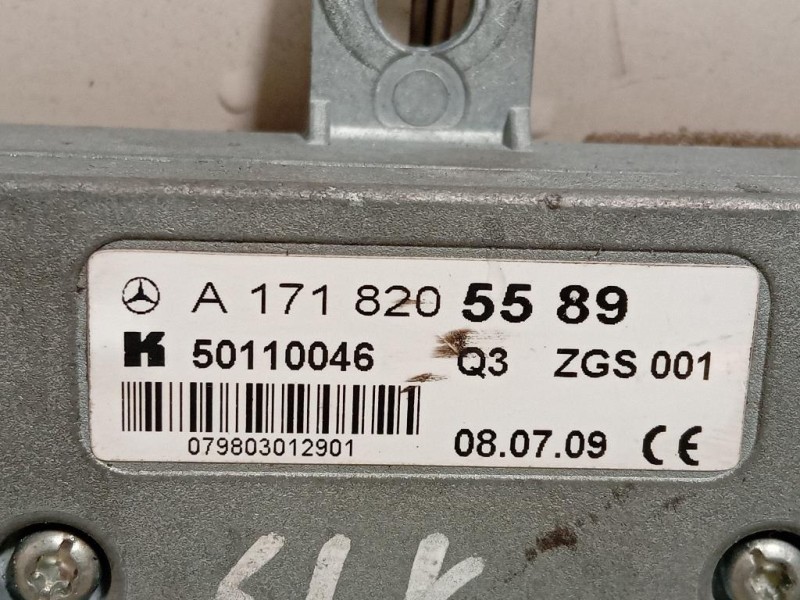 A 171 820 55 89
K 50110046 Q3 ZGS 001
079803012901 08.07.09 CE
SLK